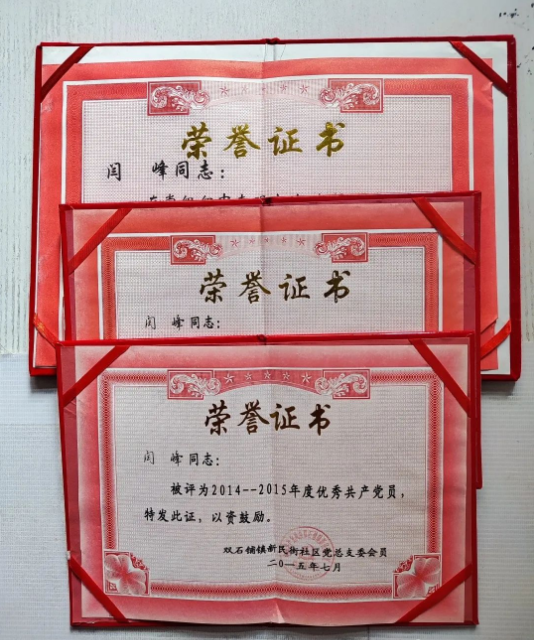 荣誉证书
闫 峰同志：
荣誉证书
闫 峰同志：
荣誉证书
闫 峰同志：
被评为2014--2015年度优秀共产党员，
特发此证，以资鼓励。
双石铺镇新民街社区党总支委会员
二〇一五年七月